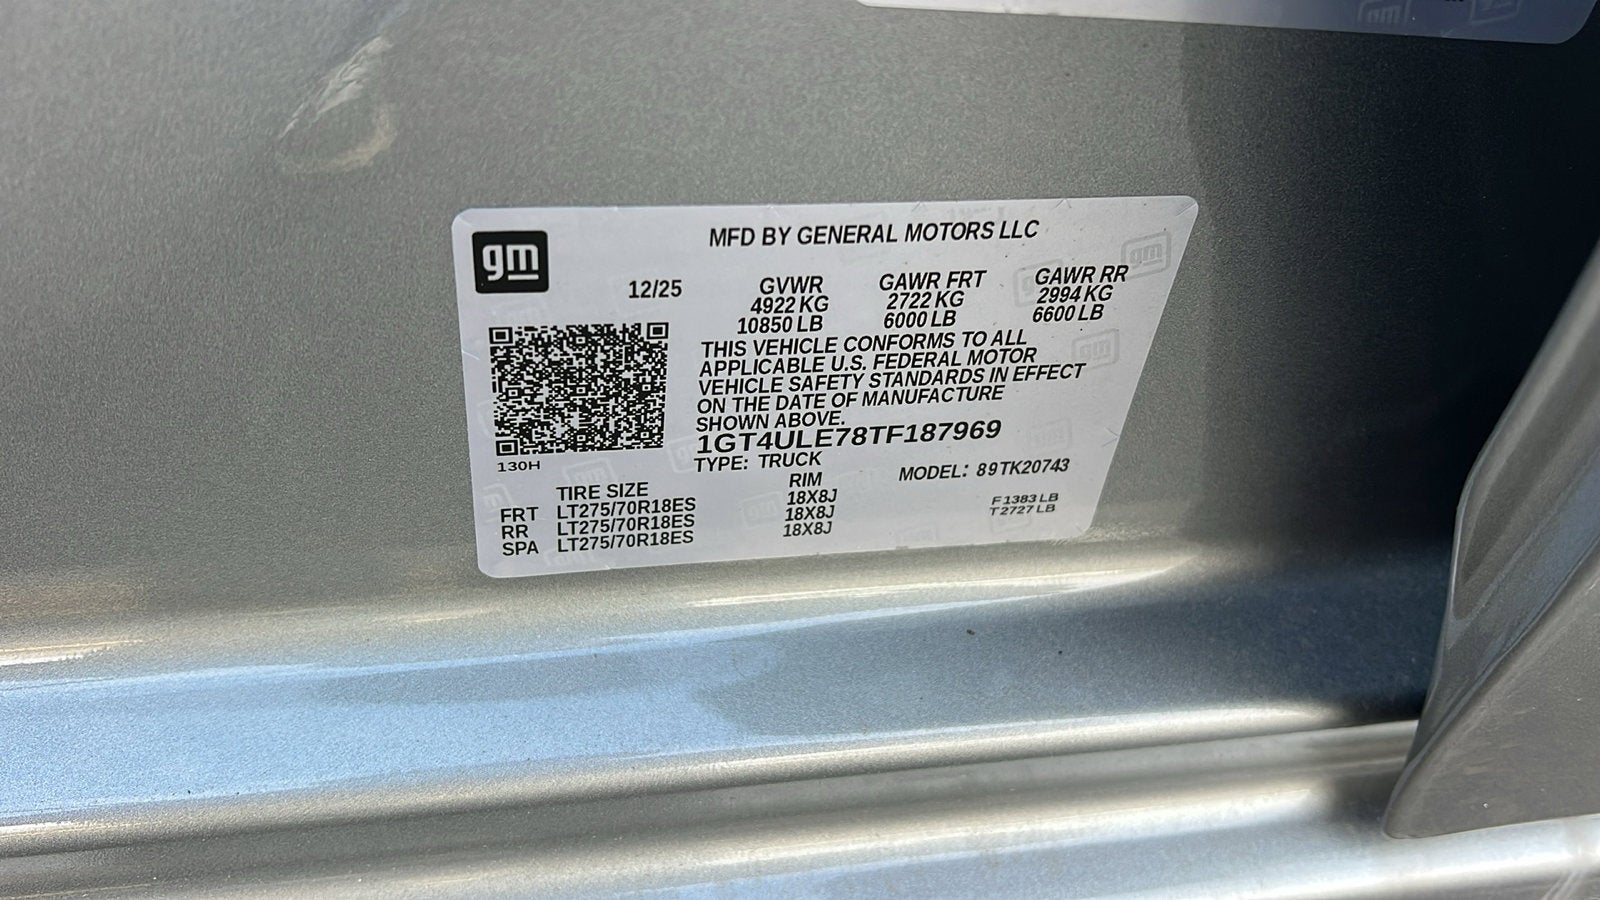 gm
MFD BY GENERAL MOTORS LLC
12/25 GVWR GAWR FRT GAWR RR
4922 KG 2722 KG 2994 KG
10850 LB 6000 LB 6600 LB
THIS VEHICLE CONFORMS TO ALL
APPLICABLE U.S. FEDERAL MOTOR
VEHICLE SAFETY STANDARDS IN EFFECT
ON THE DATE OF MANUFACTURE
SHOWN ABOVE.
1GT4ULE78TF187969
130H
TYPE: TRUCK MODEL: 89TK20743
TIRE SIZE RIM
FRT LT275/70R18ES 18X8J F 1383 LB
RR LT275/70R18ES 18X8J T 2727 LB
SPA LT275/70R18ES 18X8J